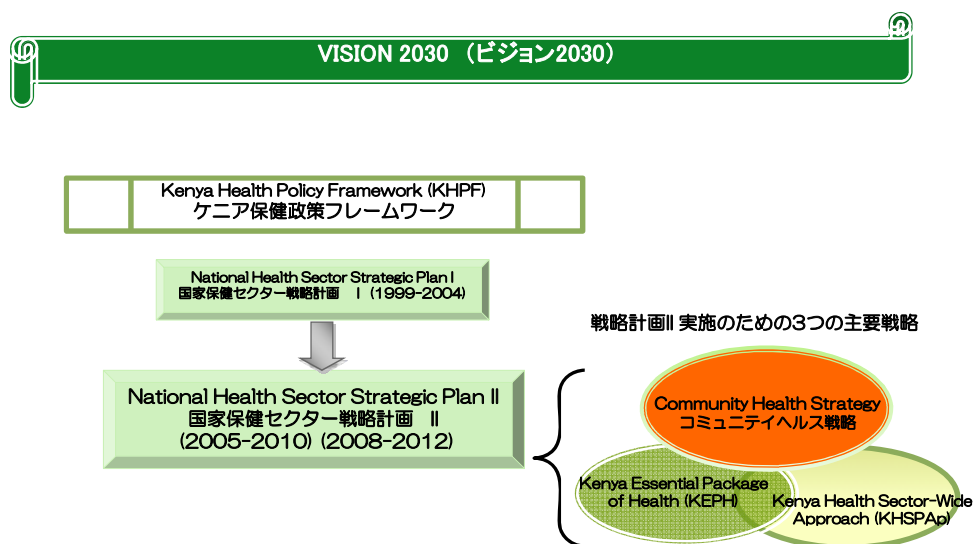 VISION 2030 （ビジョン2030）
Kenya Health Policy Framework (KHPF)
ケニア保健政策フレームワーク
National Health Sector Strategic Plan I
国家保健セクター戦略計画　I (1999-2004)
戦略計画II 実施のための3つの主要戦略
National Health Sector Strategic Plan II
国家保健セクター戦略計画　II
(2005-2010) (2008-2012)
Community Health Strategy
コミュニテイヘルス戦略
Kenya Essential Package
of Health (KEPH)
Kenya Health Sector-Wide
Approach (KHSPAp)